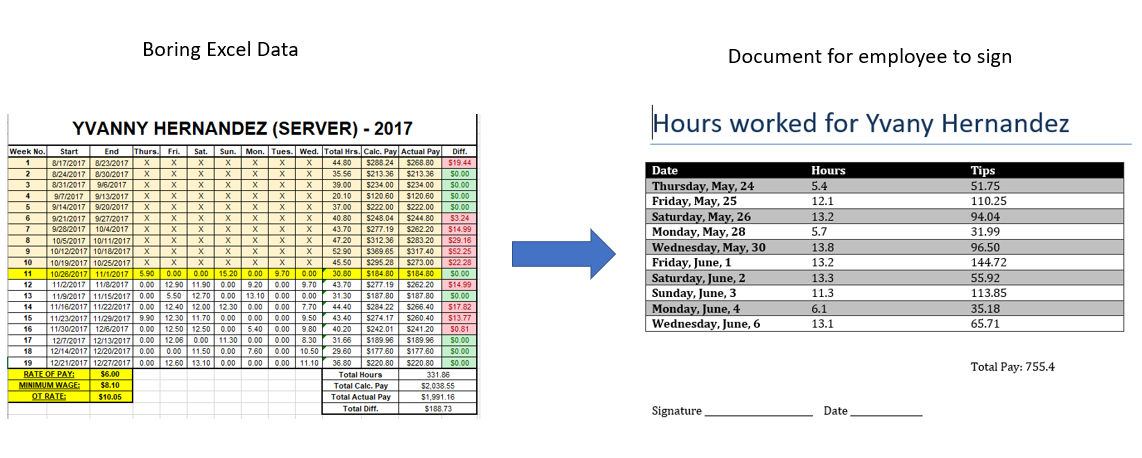 Boring Excel Data
Document for employee to sign
YVANNY HERNANDEZ (SERVER) - 2017
Week No. Start End Thurs. Fri. Sat. Sun. Mon. Tues. Wed. Total Hrs. Calc. Pay Actual Pay Diff.
1 8/17/2017 8/23/2017 X X X X X X X 44.80 $288.24 $268.80 $19.44
2 8/24/2017 8/30/2017 X X X X X X X 35.56 $213.36 $213.36 $0.00
3 8/31/2017 9/6/2017 X X X X X X X 39.00 $234.00 $234.00 $0.00
4 9/7/2017 9/13/2017 X X X X X X X 20.10 $120.60 $120.60 $0.00
5 9/14/2017 9/20/2017 X X X X X X X 37.00 $222.00 $222.00 $0.00
6 9/21/2017 9/27/2017 X X X X X X X 40.80 $248.04 $244.80 $3.24
7 9/28/2017 10/4/2017 X X X X X X X 43.70 $277.19 $262.20 $14.99
8 10/5/2017 10/11/2017 X X X X X X X 47.20 $312.36 $283.20 $29.16
9 10/12/2017 10/18/2017 X X X X X X X 52.90 $369.65 $317.40 $52.25
10 10/19/2017 10/25/2017 X X X X X X X 45.50 $295.28 $273.00 $22.28
11 10/26/2017 11/1/2017 5.90 0.00 0.00 15.20 0.00 9.70 0.00 30.80 $184.80 $184.80 $0.00
12 11/2/2017 11/8/2017 0.00 12.90 11.90 0.00 9.20 0.00 9.70 43.70 $277.19 $262.20 $14.99
13 11/9/2017 11/15/2017 0.00 5.50 12.70 0.00 13.10 0.00 0.00 31.30 $187.80 $187.80 $0.00
14 11/16/2017 11/22/2017 0.00 12.40 12.00 12.30 0.00 0.00 7.70 44.40 $284.22 $266.40 $17.82
15 11/23/2017 11/29/2017 9.90 12.30 11.70 0.00 0.00 0.00 9.50 43.40 $274.17 $260.40 $13.77
16 11/30/2017 12/6/2017 0.00 12.50 12.50 0.00 5.40 0.00 9.80 40.20 $242.01 $241.20 $0.81
17 12/7/2017 12/13/2017 0.00 12.06 0.00 11.30 0.00 0.00 8.30 31.66 $189.96 $189.96 $0.00
18 12/14/2017 12/20/2017 0.00 0.00 11.50 0.00 7.60 0.00 10.50 29.60 $177.60 $177.60 $0.00
19 12/21/2017 12/27/2017 0.00 12.60 13.10 0.00 0.00 0.00 11.10 36.80 $220.80 $220.80 $0.00
RATE OF PAY: $6.00 Total Hours 331.86
MINIMUM WAGE: $8.10 Total Calc. Pay $2,038.55
OT RATE: $10.05 Total Actual Pay $1,991.16
Total Diff. $188.73
Hours worked for Yvany Hernandez
Date Hours Tips
Thursday, May, 24 5.4 51.75
Friday, May, 25 12.1 110.25
Saturday, May, 26 13.2 94.04
Monday, May, 28 5.7 31.99
Wednesday, May, 30 13.8 96.50
Friday, June, 1 13.2 144.72
Saturday, June, 2 13.3 55.92
Sunday, June, 3 11.3 113.85
Monday, June, 4 6.1 35.18
Wednesday, June, 6 13.1 65.71
Total Pay: 755.4
Signature ________________ Date ___________